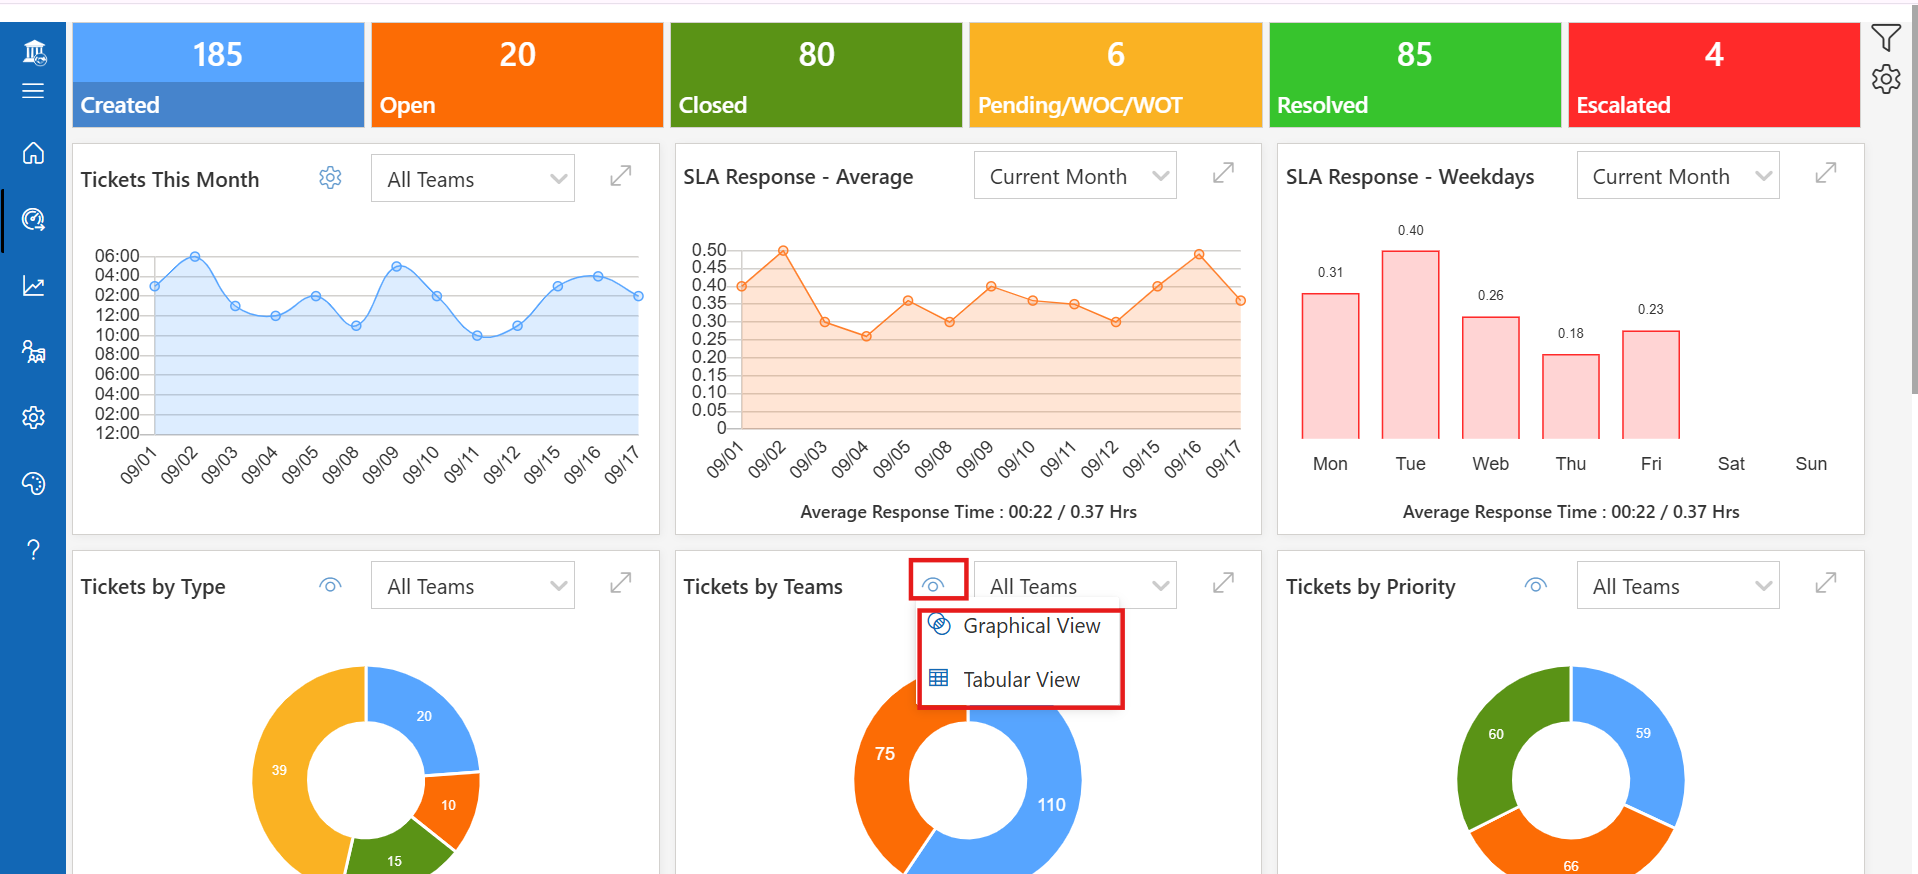 185
Created
20
Open
80
Closed
6
Pending/WOC/WOT
85
Resolved
4
Escalated
Tickets This Month
All Teams
06:00
04:00
02:00
12:00
10:00
08:00
06:00
04:00
02:00
12:00
09/01 09/02 09/03 09/04 09/05 09/08 09/09 09/10 09/11 09/12 09/15 09/16 09/17
SLA Response - Average
Current Month
0.50
0.45
0.40
0.35
0.30
0.25
0.20
0.15
0.10
0.05
0
09/01 09/02 09/03 09/04 09/05 09/08 09/09 09/10 09/11 09/12 09/15 09/16 09/17
Average Response Time : 00:22 / 0.37 Hrs
SLA Response - Weekdays
Current Month
0.31
0.40
0.26
0.18
0.23
Mon Tue Web Thu Fri Sat Sun
Average Response Time : 00:22 / 0.37 Hrs
Tickets by Type
All Teams
20
39
10
15
Tickets by Teams
All Teams
Graphical View
Tabular View
75
110
Tickets by Priority
All Teams
60
59
66
?